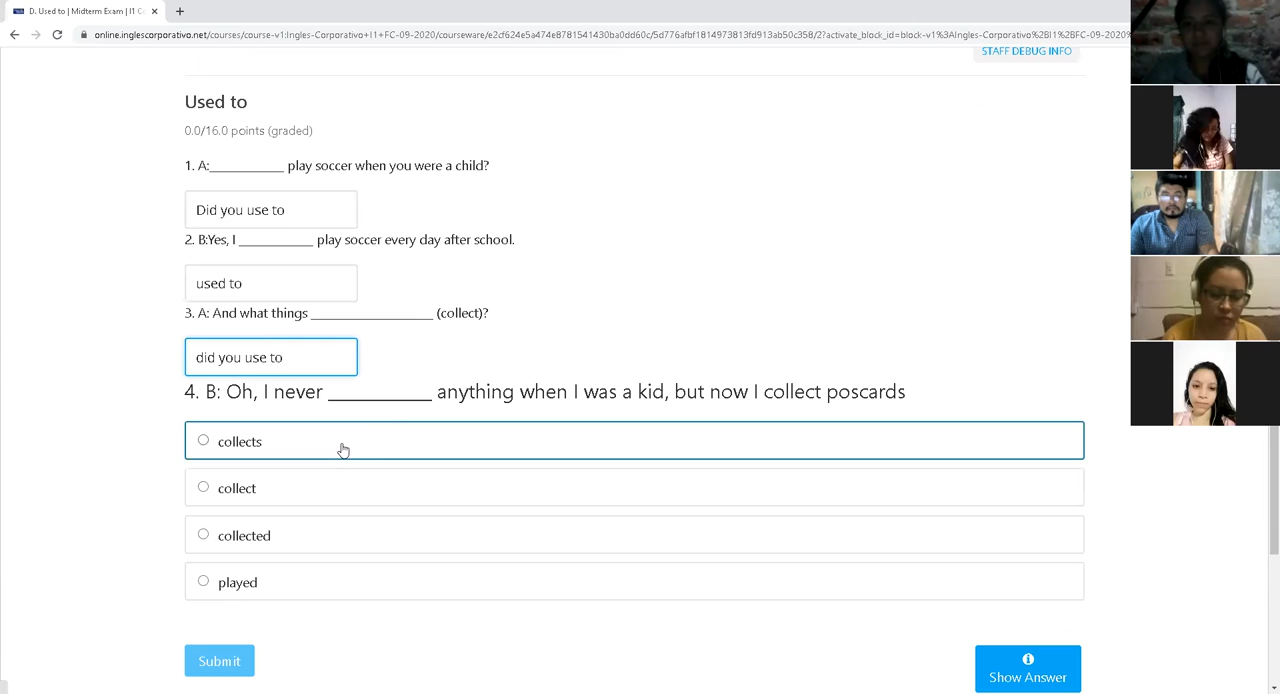 D. Used to | Midterm Exam | I1 C
online.inglescorporativo.net/courses/course-v1:Ingles-Corporativo+I1+FC-09-2020/courseware/e2cf624e5a474e8781541430ba0dd60c/5d776afbf1814973813fd913ab50c358/2?activate_block_id=block-v1%3AIngles-Corporativo%2BI1%2BFC-09-2020%
STAFF DEBUG INFO
Used to
0.0/16.0 points (graded)
1. A:___________ play soccer when you were a child?
Did you use to
2. B:Yes, I ___________ play soccer every day after school.
used to
3. A: And what things __________________ (collect)?
did you use to
4. B: Oh, I never __________ anything when I was a kid, but now I collect poscards
collects
collect
collected
played
Submit
Show Answer